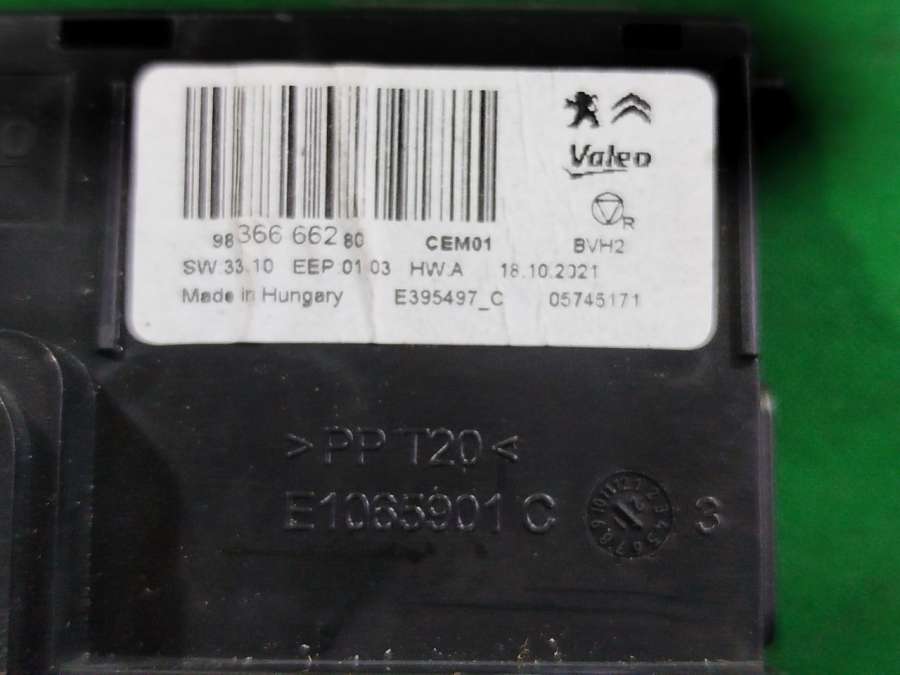 Valeo
R
98 366 662 80 CEM01 BVH2
SW.33.10 EEP.01.03 HW.A 18.10.2021
Made in Hungary E395497_C 05745171
>PP T20<
E1065901 C 3